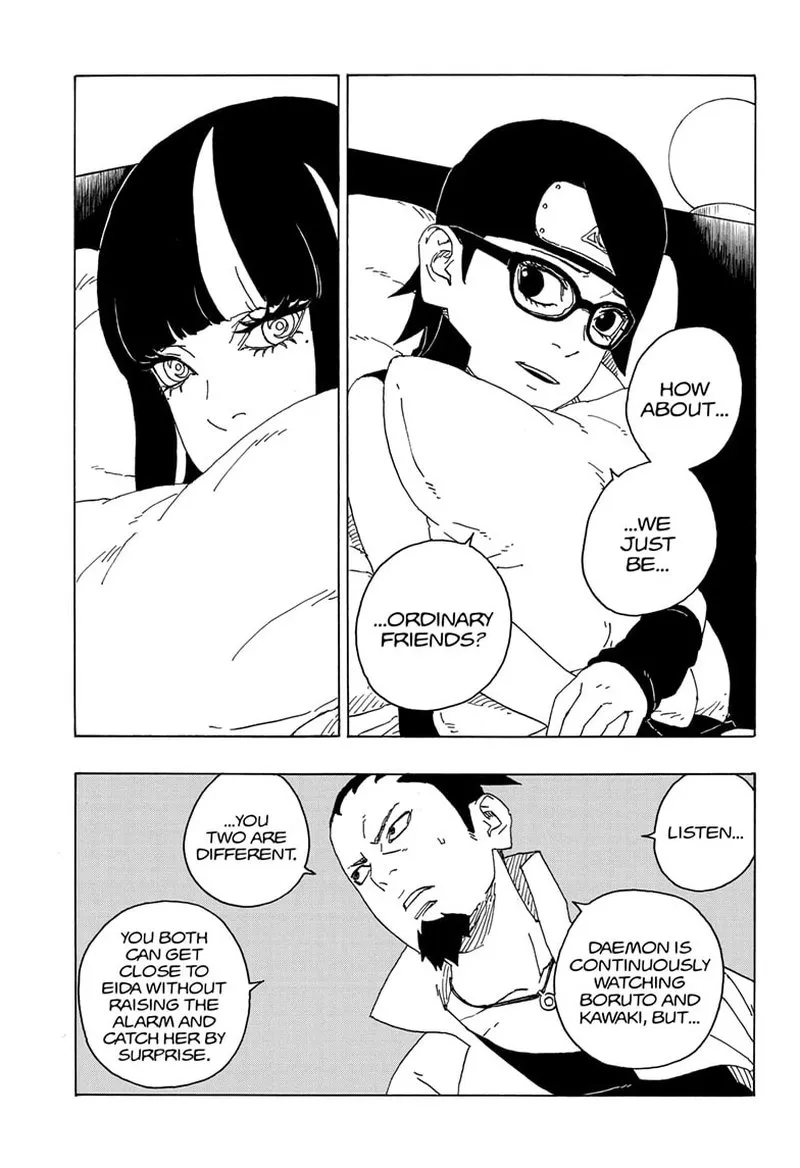 HOW
ABOUT...
...WE
JUST
BE...
...ORDINARY
FRIENDS?
LISTEN...
DAEMON IS
CONTINUOUSLY
WATCHING
BORUTO AND
KAWAKI, BUT...
...YOU
TWO ARE
DIFFERENT.
YOU BOTH
CAN GET
CLOSE TO
EIDA WITHOUT
RAISING THE
ALARM AND
CATCH HER BY
SURPRISE.